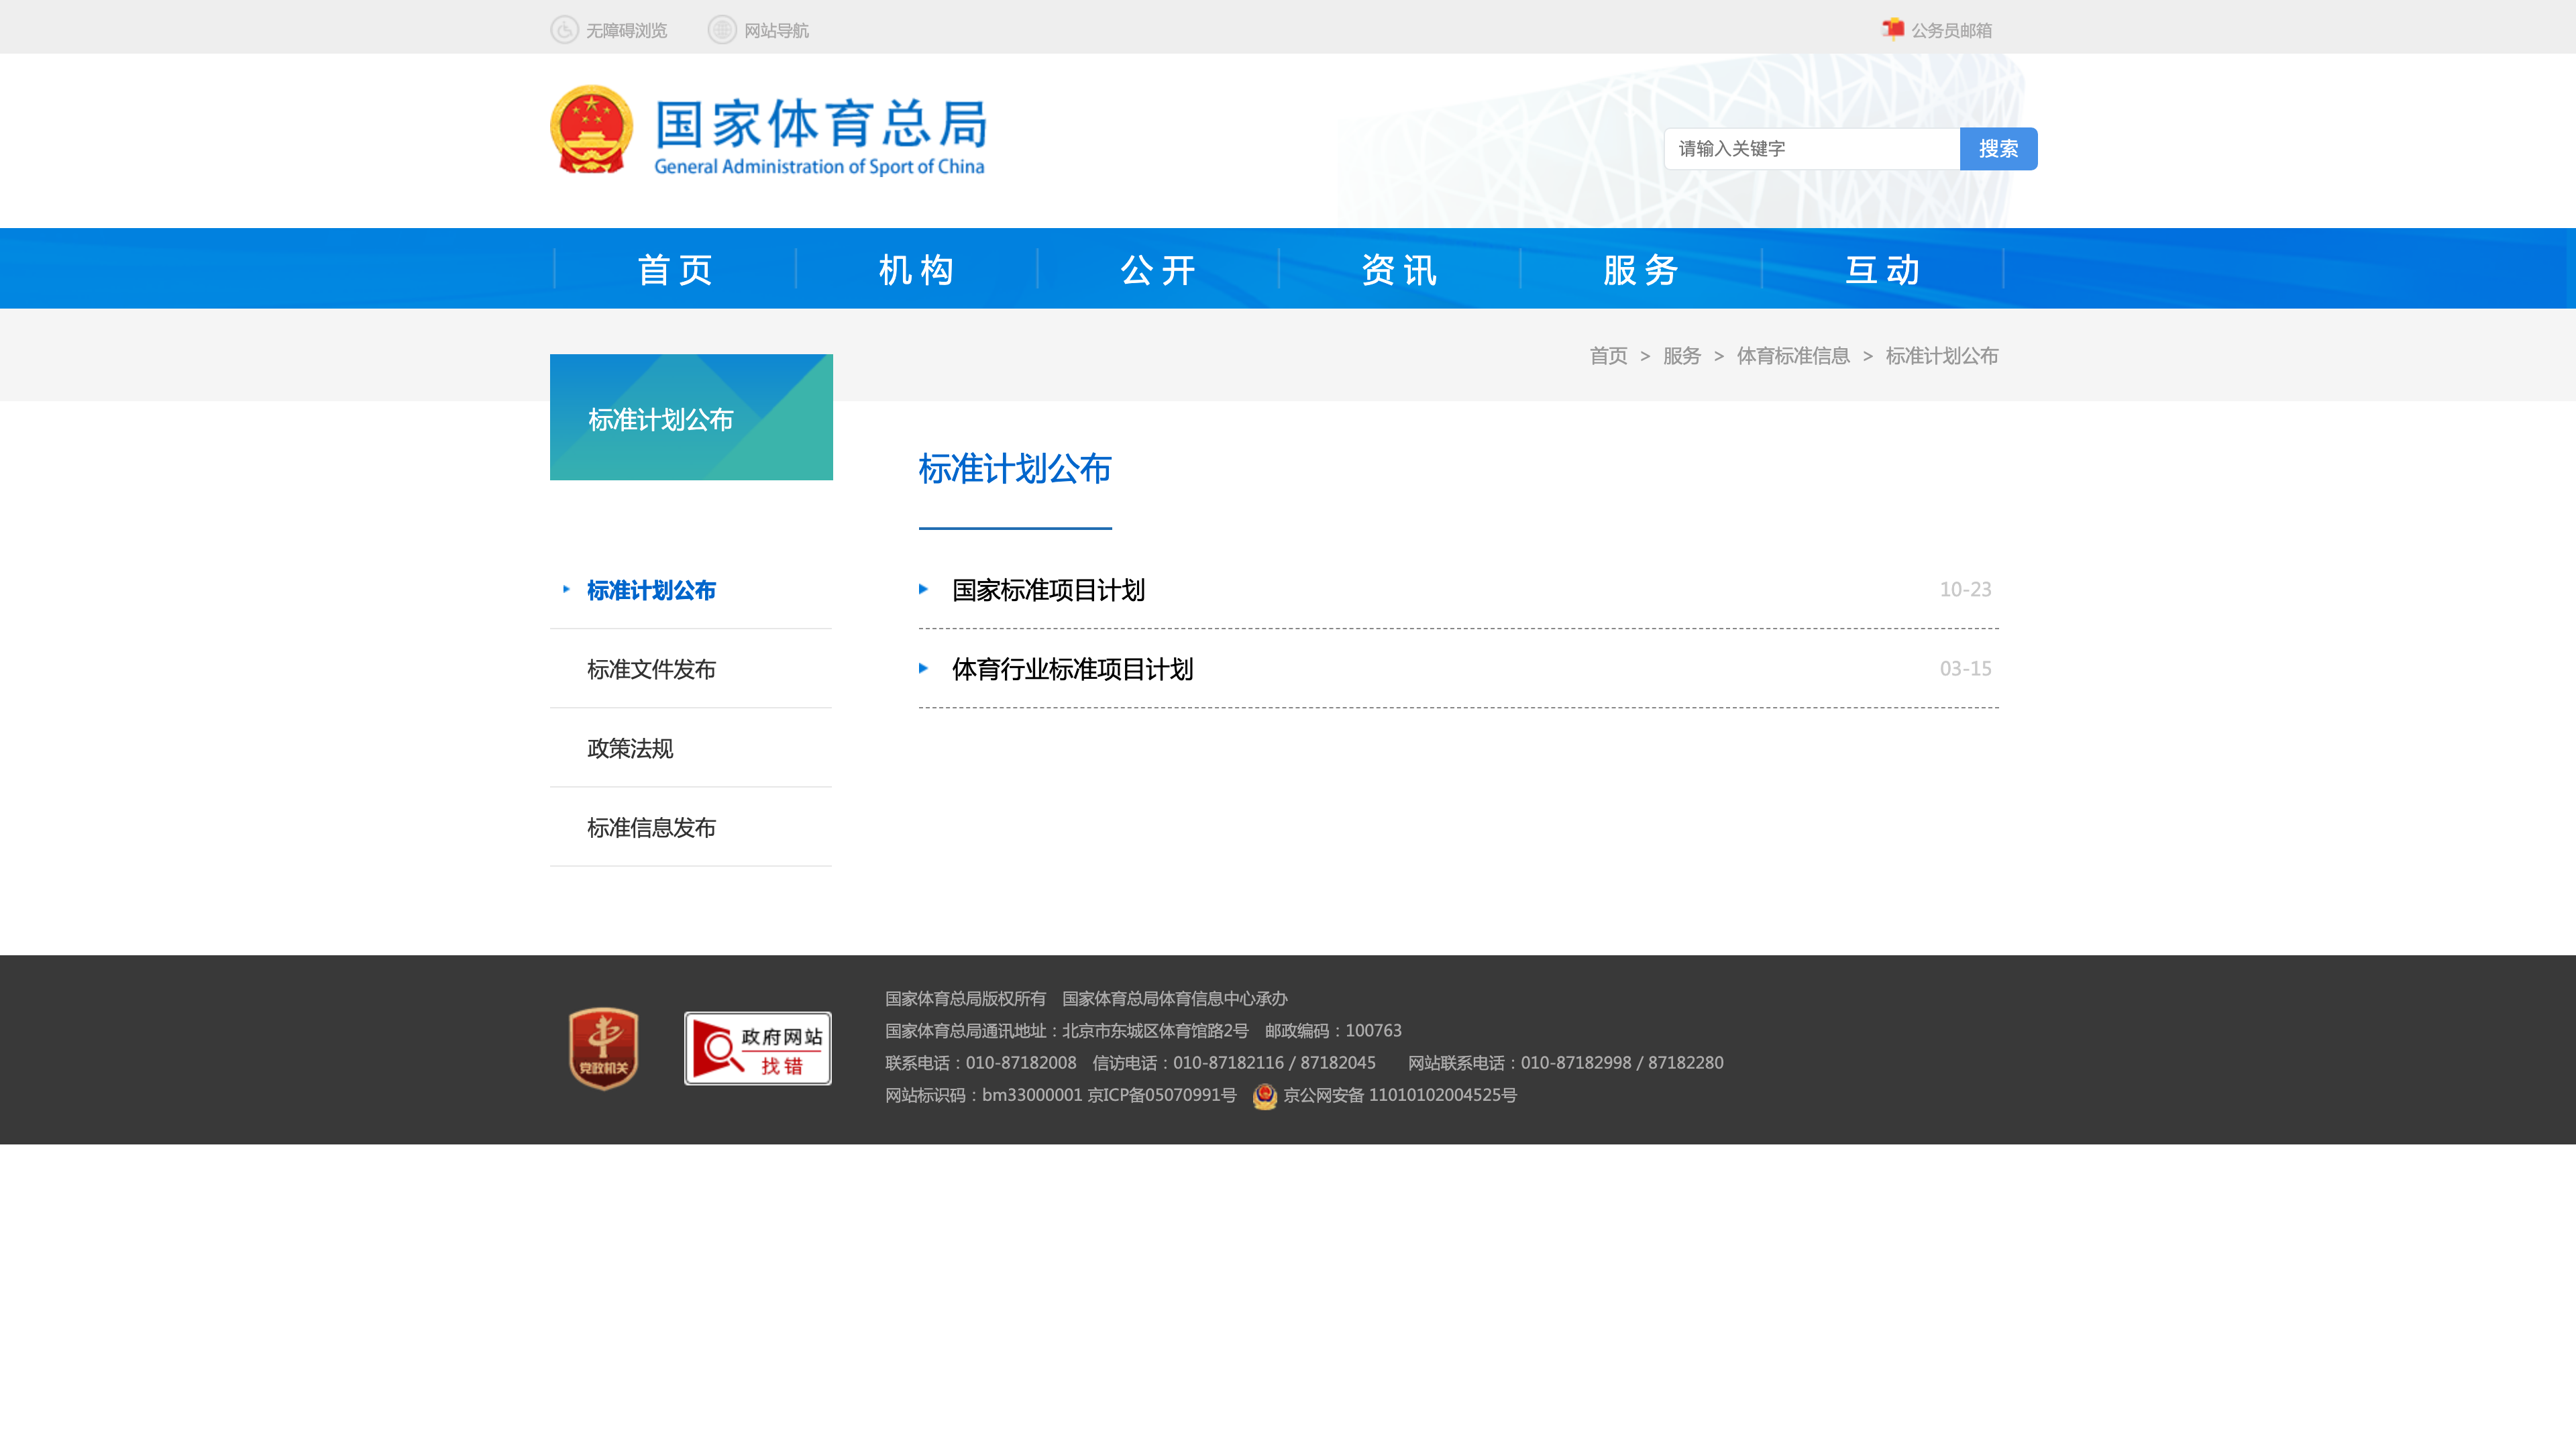 无障碍浏览 网站导航 公务员邮箱
国家体育总局
General Administration of Sport of China
请输入关键字 搜索
首页 机构 公开 资讯 服务 互动
首页 > 服务 > 体育标准信息 > 标准计划公布
标准计划公布
标准计划公布
标准计划公布
标准文件发布
政策法规
标准信息发布
国家标准项目计划 10-23
体育行业标准项目计划 03-15
党政机关
政府网站
找错
国家体育总局版权所有 国家体育总局体育信息中心承办
国家体育总局通讯地址：北京市东城区体育馆路2号 邮政编码：100763
联系电话：010-87182008 信访电话：010-87182116 / 87182045 网站联系电话：010-87182998 / 87182280
网站标识码：bm33000001 京ICP备05070991号 京公网安备 11010102004525号